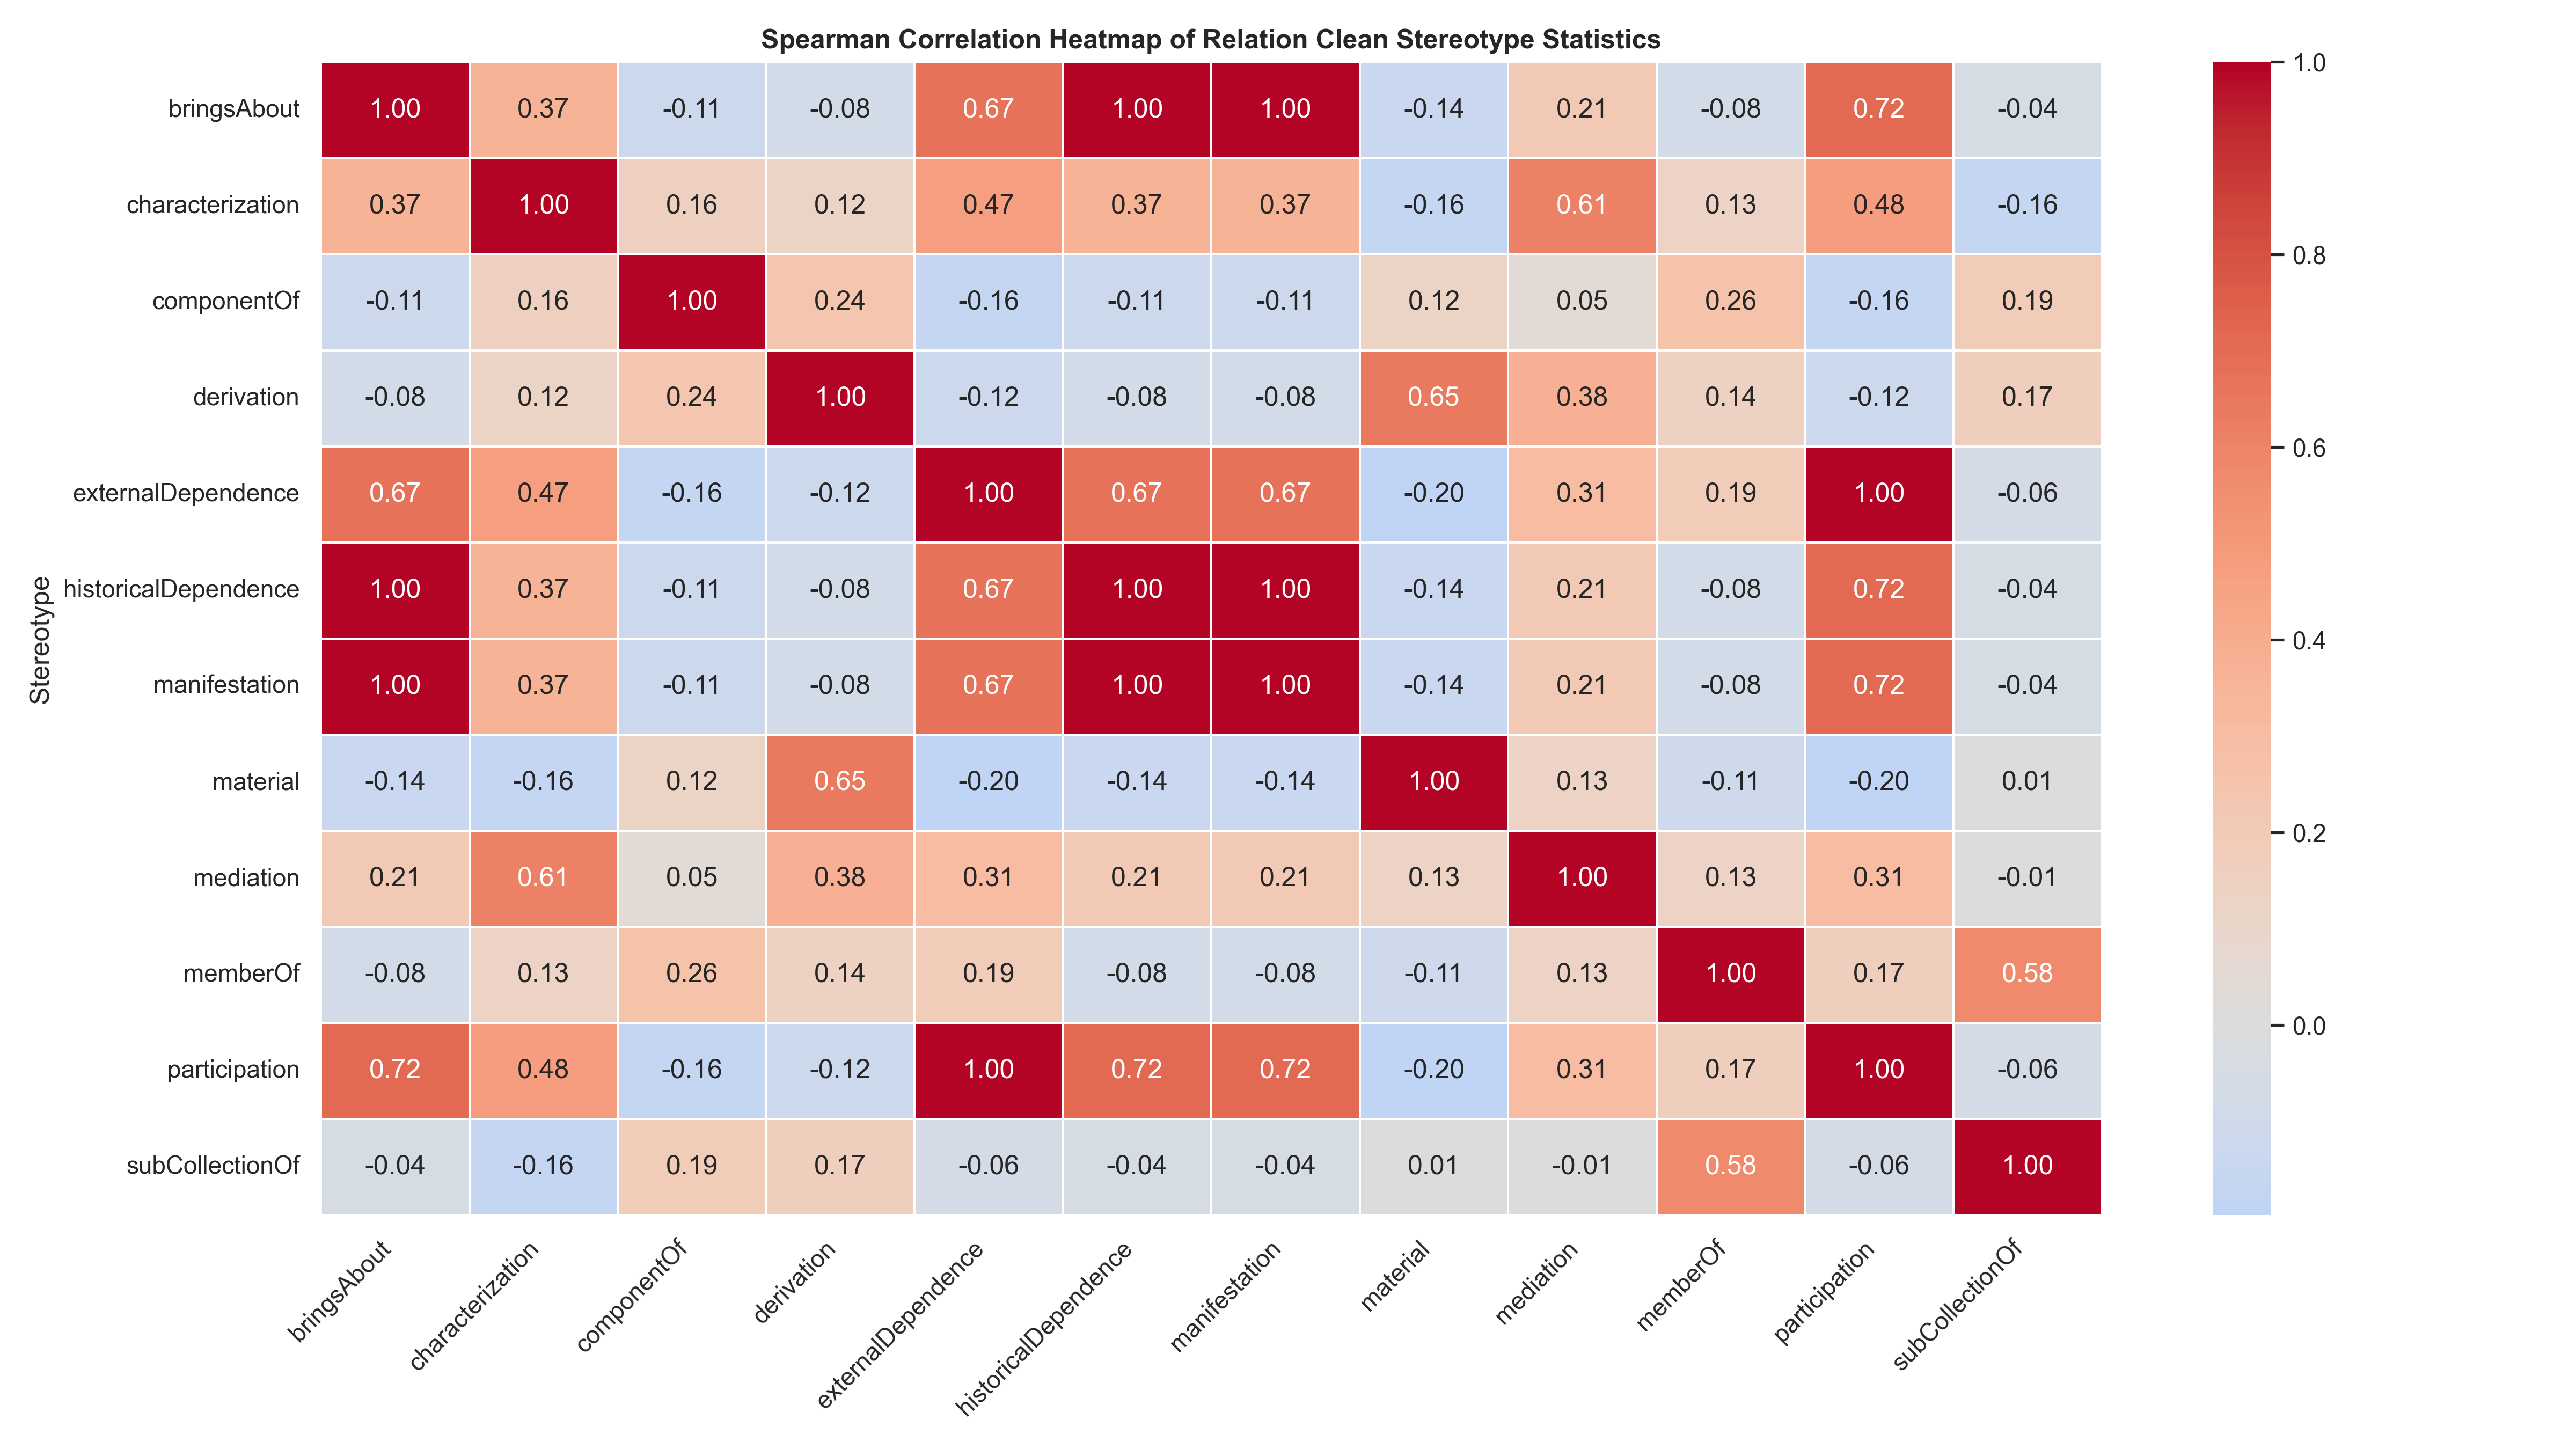 Spearman Correlation Heatmap of Relation Clean Stereotype Statistics
Stereotype
bringsAbout 1.00 0.37 -0.11 -0.08 0.67 1.00 1.00 -0.14 0.21 -0.08 0.72 -0.04
characterization 0.37 1.00 0.16 0.12 0.47 0.37 0.37 -0.16 0.61 0.13 0.48 -0.16
componentOf -0.11 0.16 1.00 0.24 -0.16 -0.11 -0.11 0.12 0.05 0.26 -0.16 0.19
derivation -0.08 0.12 0.24 1.00 -0.12 -0.08 -0.08 0.65 0.38 0.14 -0.12 0.17
externalDependence 0.67 0.47 -0.16 -0.12 1.00 0.67 0.67 -0.20 0.31 0.19 1.00 -0.06
historicalDependence 1.00 0.37 -0.11 -0.08 0.67 1.00 1.00 -0.14 0.21 -0.08 0.72 -0.04
manifestation 1.00 0.37 -0.11 -0.08 0.67 1.00 1.00 -0.14 0.21 -0.08 0.72 -0.04
material -0.14 -0.16 0.12 0.65 -0.20 -0.14 -0.14 1.00 0.13 -0.11 -0.20 0.01
mediation 0.21 0.61 0.05 0.38 0.31 0.21 0.21 0.13 1.00 0.13 0.31 -0.01
memberOf -0.08 0.13 0.26 0.14 0.19 -0.08 -0.08 -0.11 0.13 1.00 0.17 0.58
participation 0.72 0.48 -0.16 -0.12 1.00 0.72 0.72 -0.20 0.31 0.17 1.00 -0.06
subCollectionOf -0.04 -0.16 0.19 0.17 -0.06 -0.04 -0.04 0.01 -0.01 0.58 -0.06 1.00
bringsAbout characterization componentOf derivation externalDependence historicalDependence manifestation material mediation memberOf participation subCollectionOf
1.0
0.8
0.6
0.4
0.2
0.0